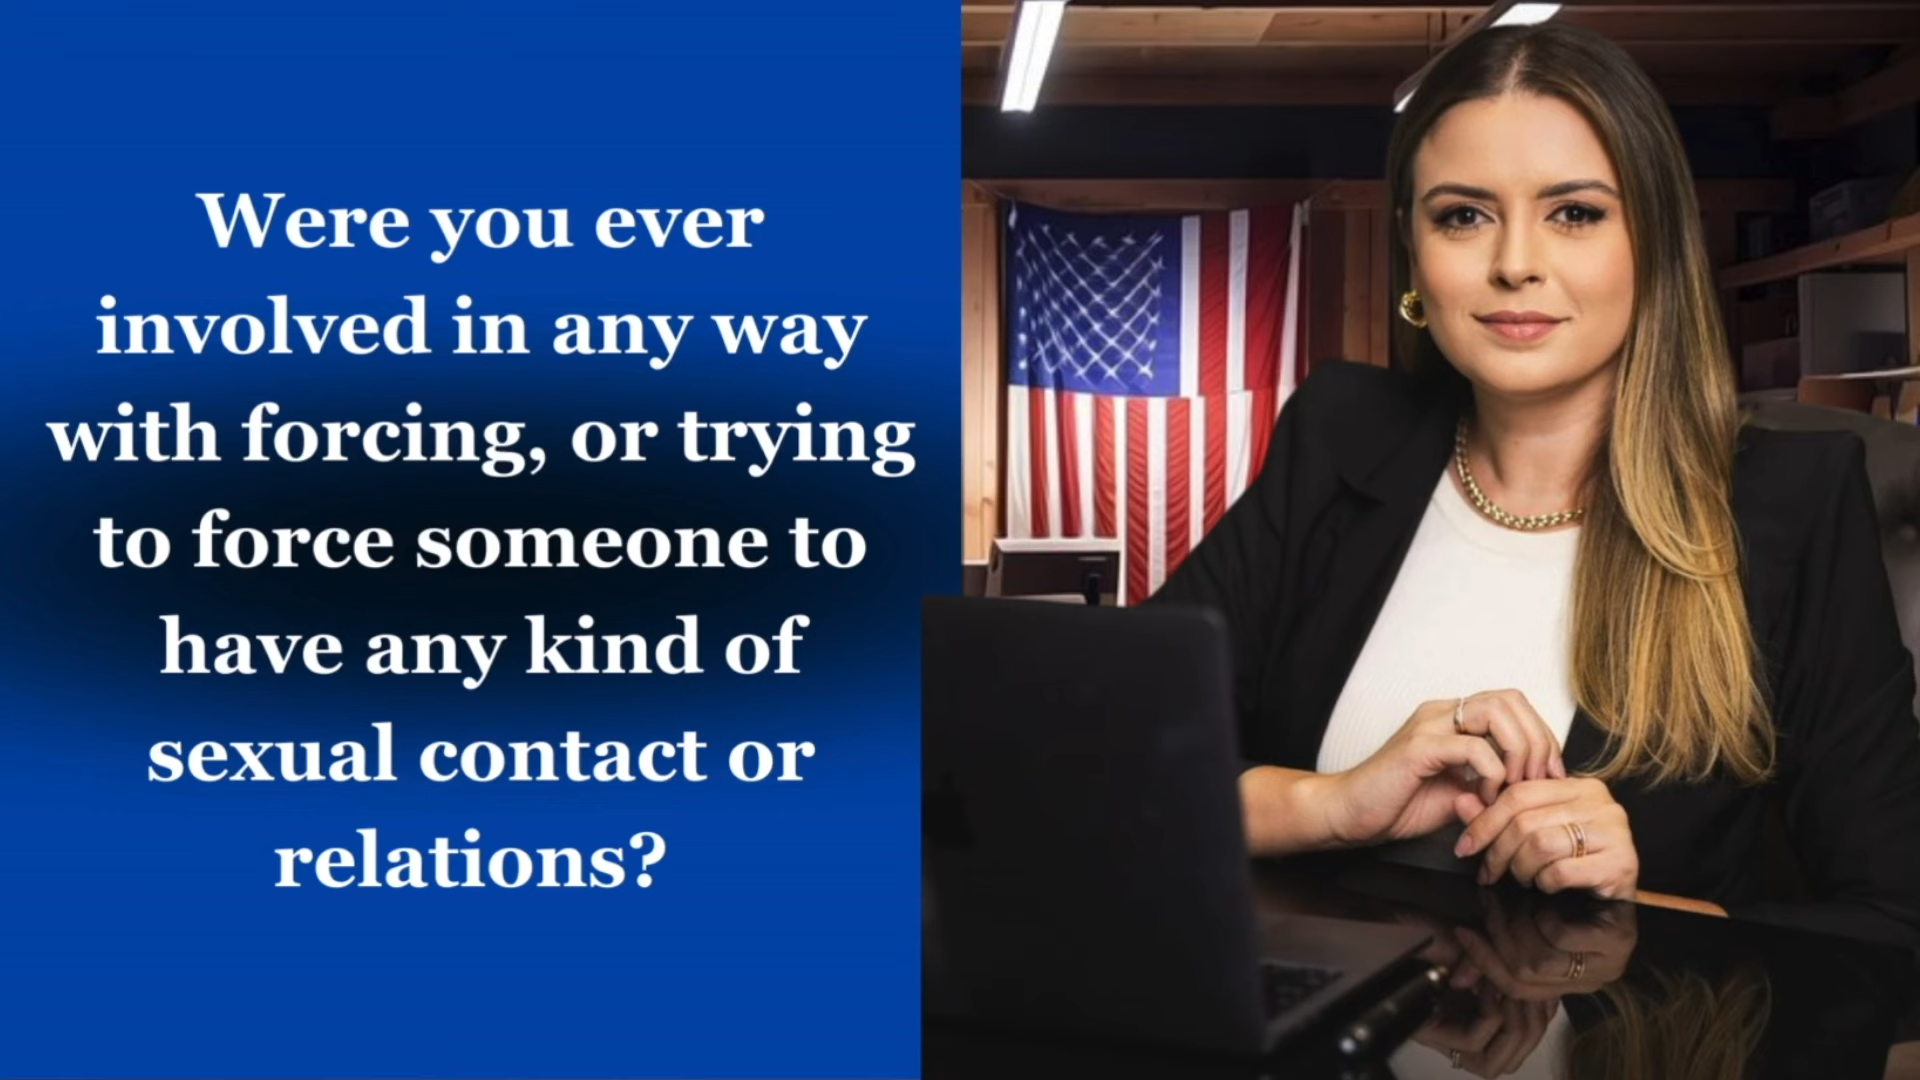 Were you ever
involved in any way
with forcing, or trying
to force someone to
have any kind of
sexual contact or
relations?